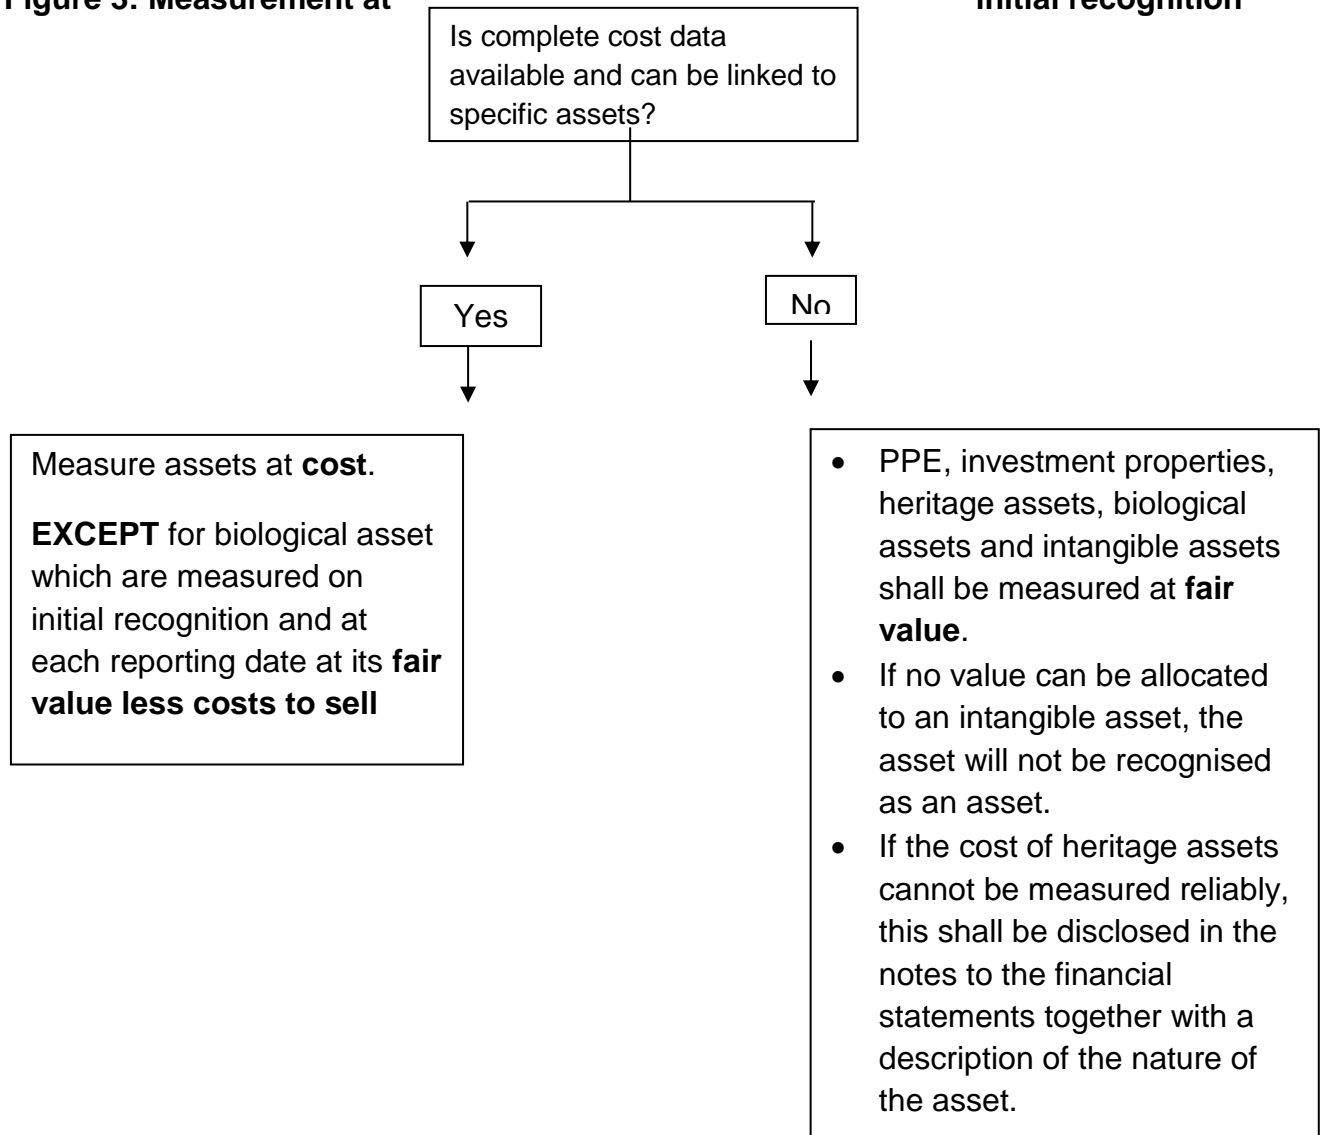 Figure 3: Measurement at initial recognition
Is complete cost data
available and can be linked to
specific assets?
Yes
No
Measure assets at cost.
EXCEPT for biological asset
which are measured on
initial recognition and at
each reporting date at its fair
value less costs to sell
• PPE, investment properties,
heritage assets, biological
assets and intangible assets
shall be measured at fair
value.
• If no value can be allocated
to an intangible asset, the
asset will not be recognised
as an asset.
• If the cost of heritage assets
cannot be measured reliably,
this shall be disclosed in the
notes to the financial
statements together with a
description of the nature of
the asset.